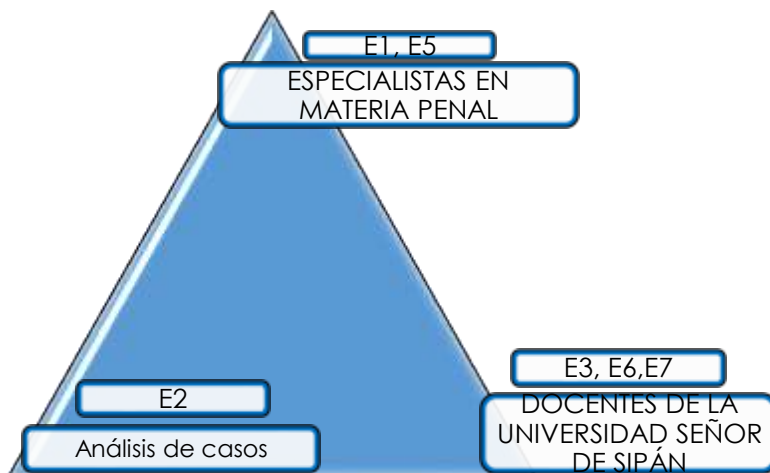 E1, E5
ESPECIALISTAS EN
MATERIA PENAL
E2
Análisis de casos
E3, E6,E7
DOCENTES DE LA
UNIVERSIDAD SEÑOR
DE SIPÁN